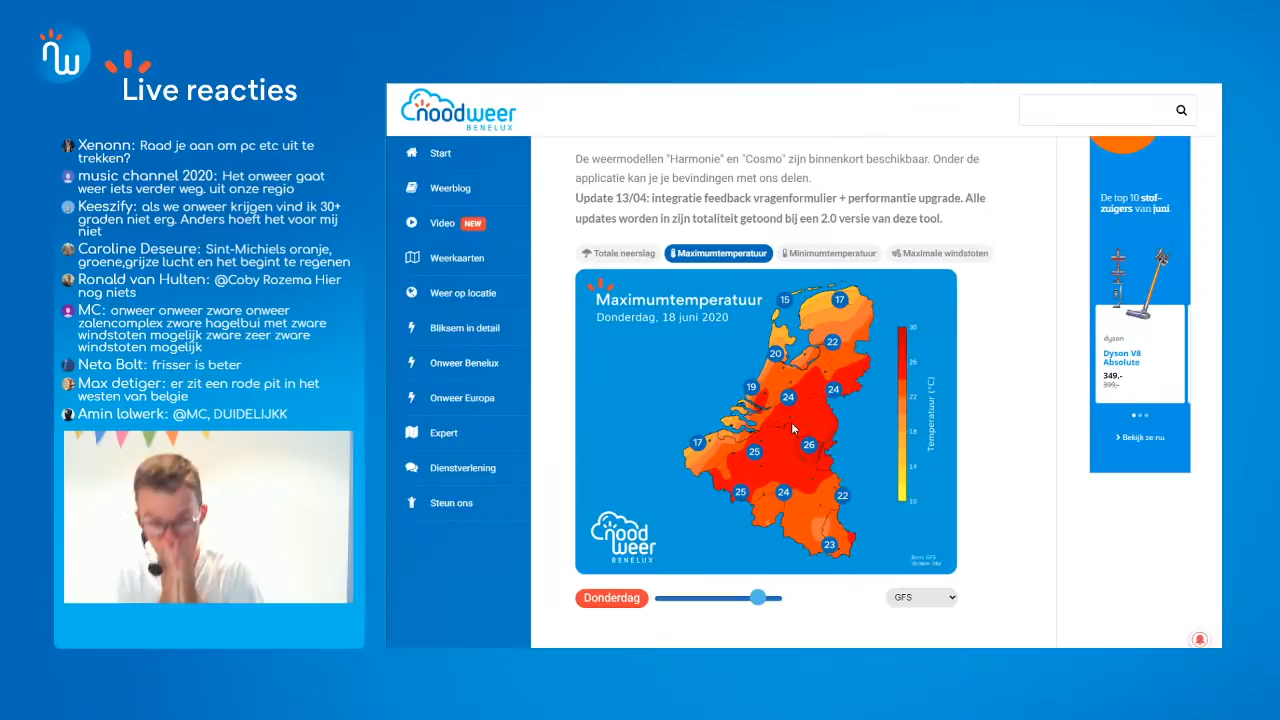 nw
Live reacties
Xenonn: Raad je aan om pc etc uit te
trekken?
music channel 2020: Het onweer gaat
weer iets verder weg. uit onze regio
Keeszify: als we onweer krijgen vind ik 30+
graden niet erg. Anders hoeft het voor mij
niet
Caroline Deseure: Sint-Michiels oranje,
groene,grijze lucht en het begint te regenen
Ronald van Hulten: @Coby Rozema Hier
nog niets
MC: onweer onweer zware onweer
zalencomplex zware hagelbui met zware
windstoten mogelijk zware zeer zware
windstoten mogelijk
Neta Bolt: frisser is beter
Max detiger: er zit een rode pit in het
westen van belgie
Amin lolwerk: @MC, DUIDELIJKK
noodweer
BENELUX
Start
Weerblog
Video NEW
Weerkaarten
Weer op locatie
Bliksem in detail
Onweer Benelux
Onweer Europa
Expert
Dienstverlening
Steun ons
De weermodellen "Harmonie" en "Cosmo" zijn binnenkort beschikbaar. Onder de
applicatie kan je je bevindingen met ons delen.
Update 13/04: integratie feedback vragenformulier + performantie upgrade. Alle
updates worden in zijn totaliteit getoond bij een 2.0 versie van deze tool.
Totale neerslag Maximumtemperatuur Minimumtemperatuur Maximale windstoten
Maximumtemperatuur
Donderdag, 18 juni 2020
15 17
22
20
19 24 24
17 25 26
25 24 22
23
30
26
22
18
14
10
Temperatuur (°C)
nood
weer
BENELUX
Bron: GFS
Donderdag
GFS
De top 10 stof-
zuigers van juni.
dyson
Dyson V8
Absolute
349,-
399,-
Bekijk ze nu